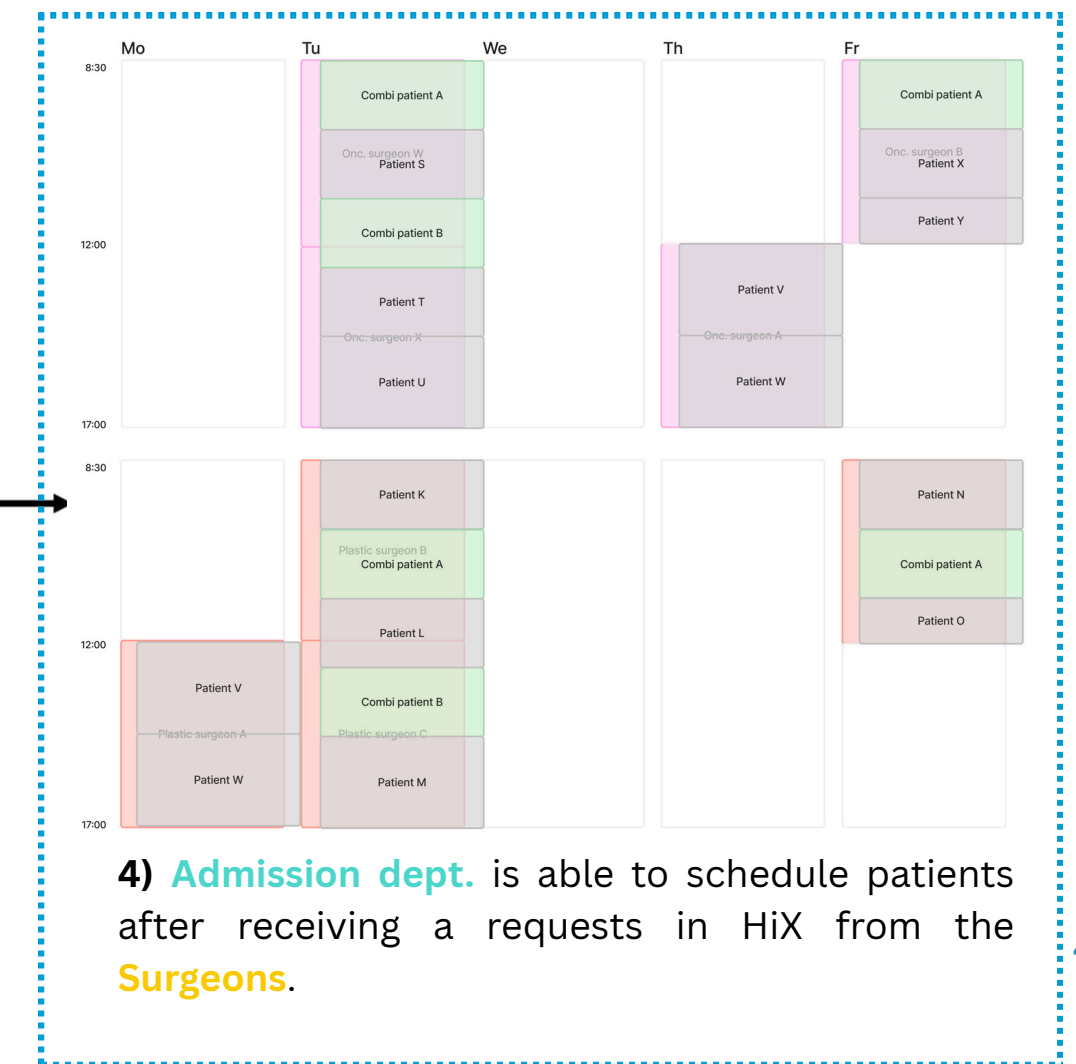 Mo Tu We Th Fr
8:30
Combi patient A
Combi patient A
Onc. surgeon W
Patient S
Onc. surgeon B
Patient X
Combi patient B
Patient Y
12:00
Patient T
Patient V
Onc. surgeon X
Onc. surgeon A
Patient U
Patient W
17:00
8:30
Patient K
Patient N
Plastic surgeon B
Combi patient A
Combi patient A
Patient L
Patient O
12:00
Patient V
Combi patient B
Plastic surgeon A
Plastic surgeon C
Patient W
Patient M
17:00
4) Admission dept. is able to schedule patients
after receiving a requests in HiX from the
Surgeons.